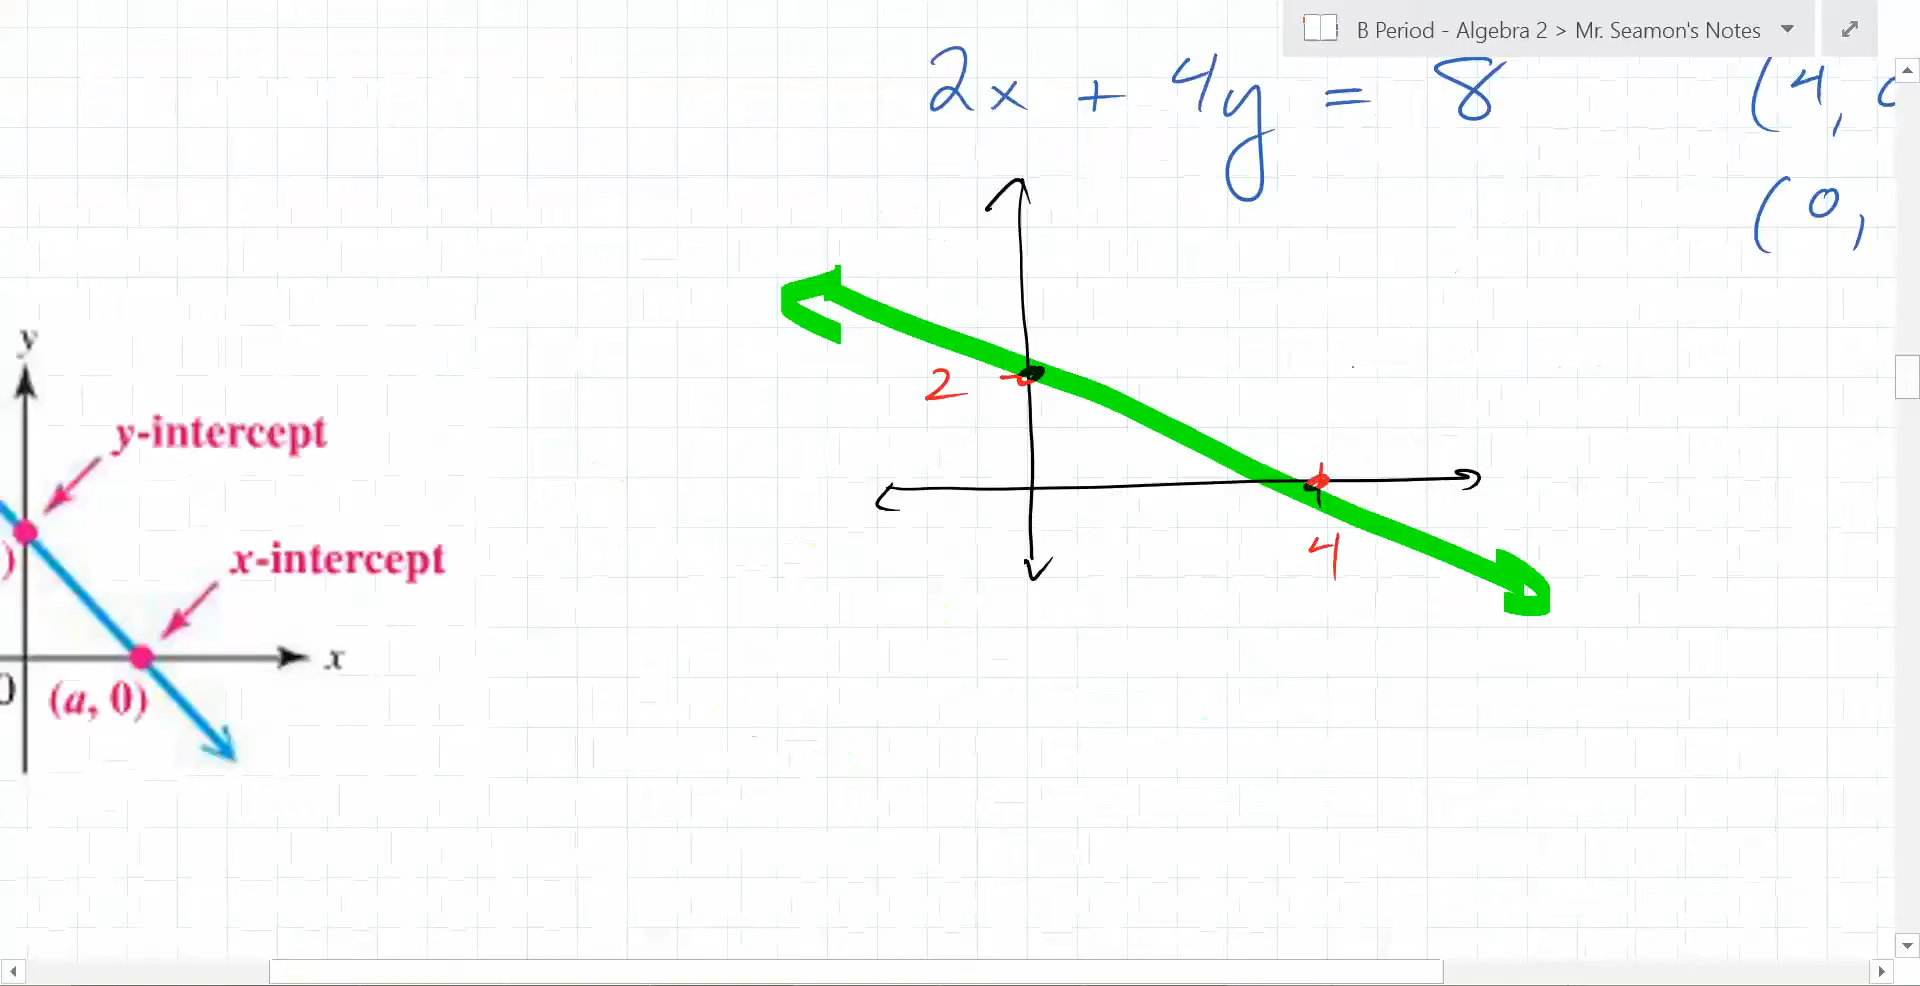 B Period - Algebra 2 > Mr. Seamon's Notes
2x + 4y = 8
(4,
(0,
y
y-intercept
2
x-intercept
4
x
(a, 0)